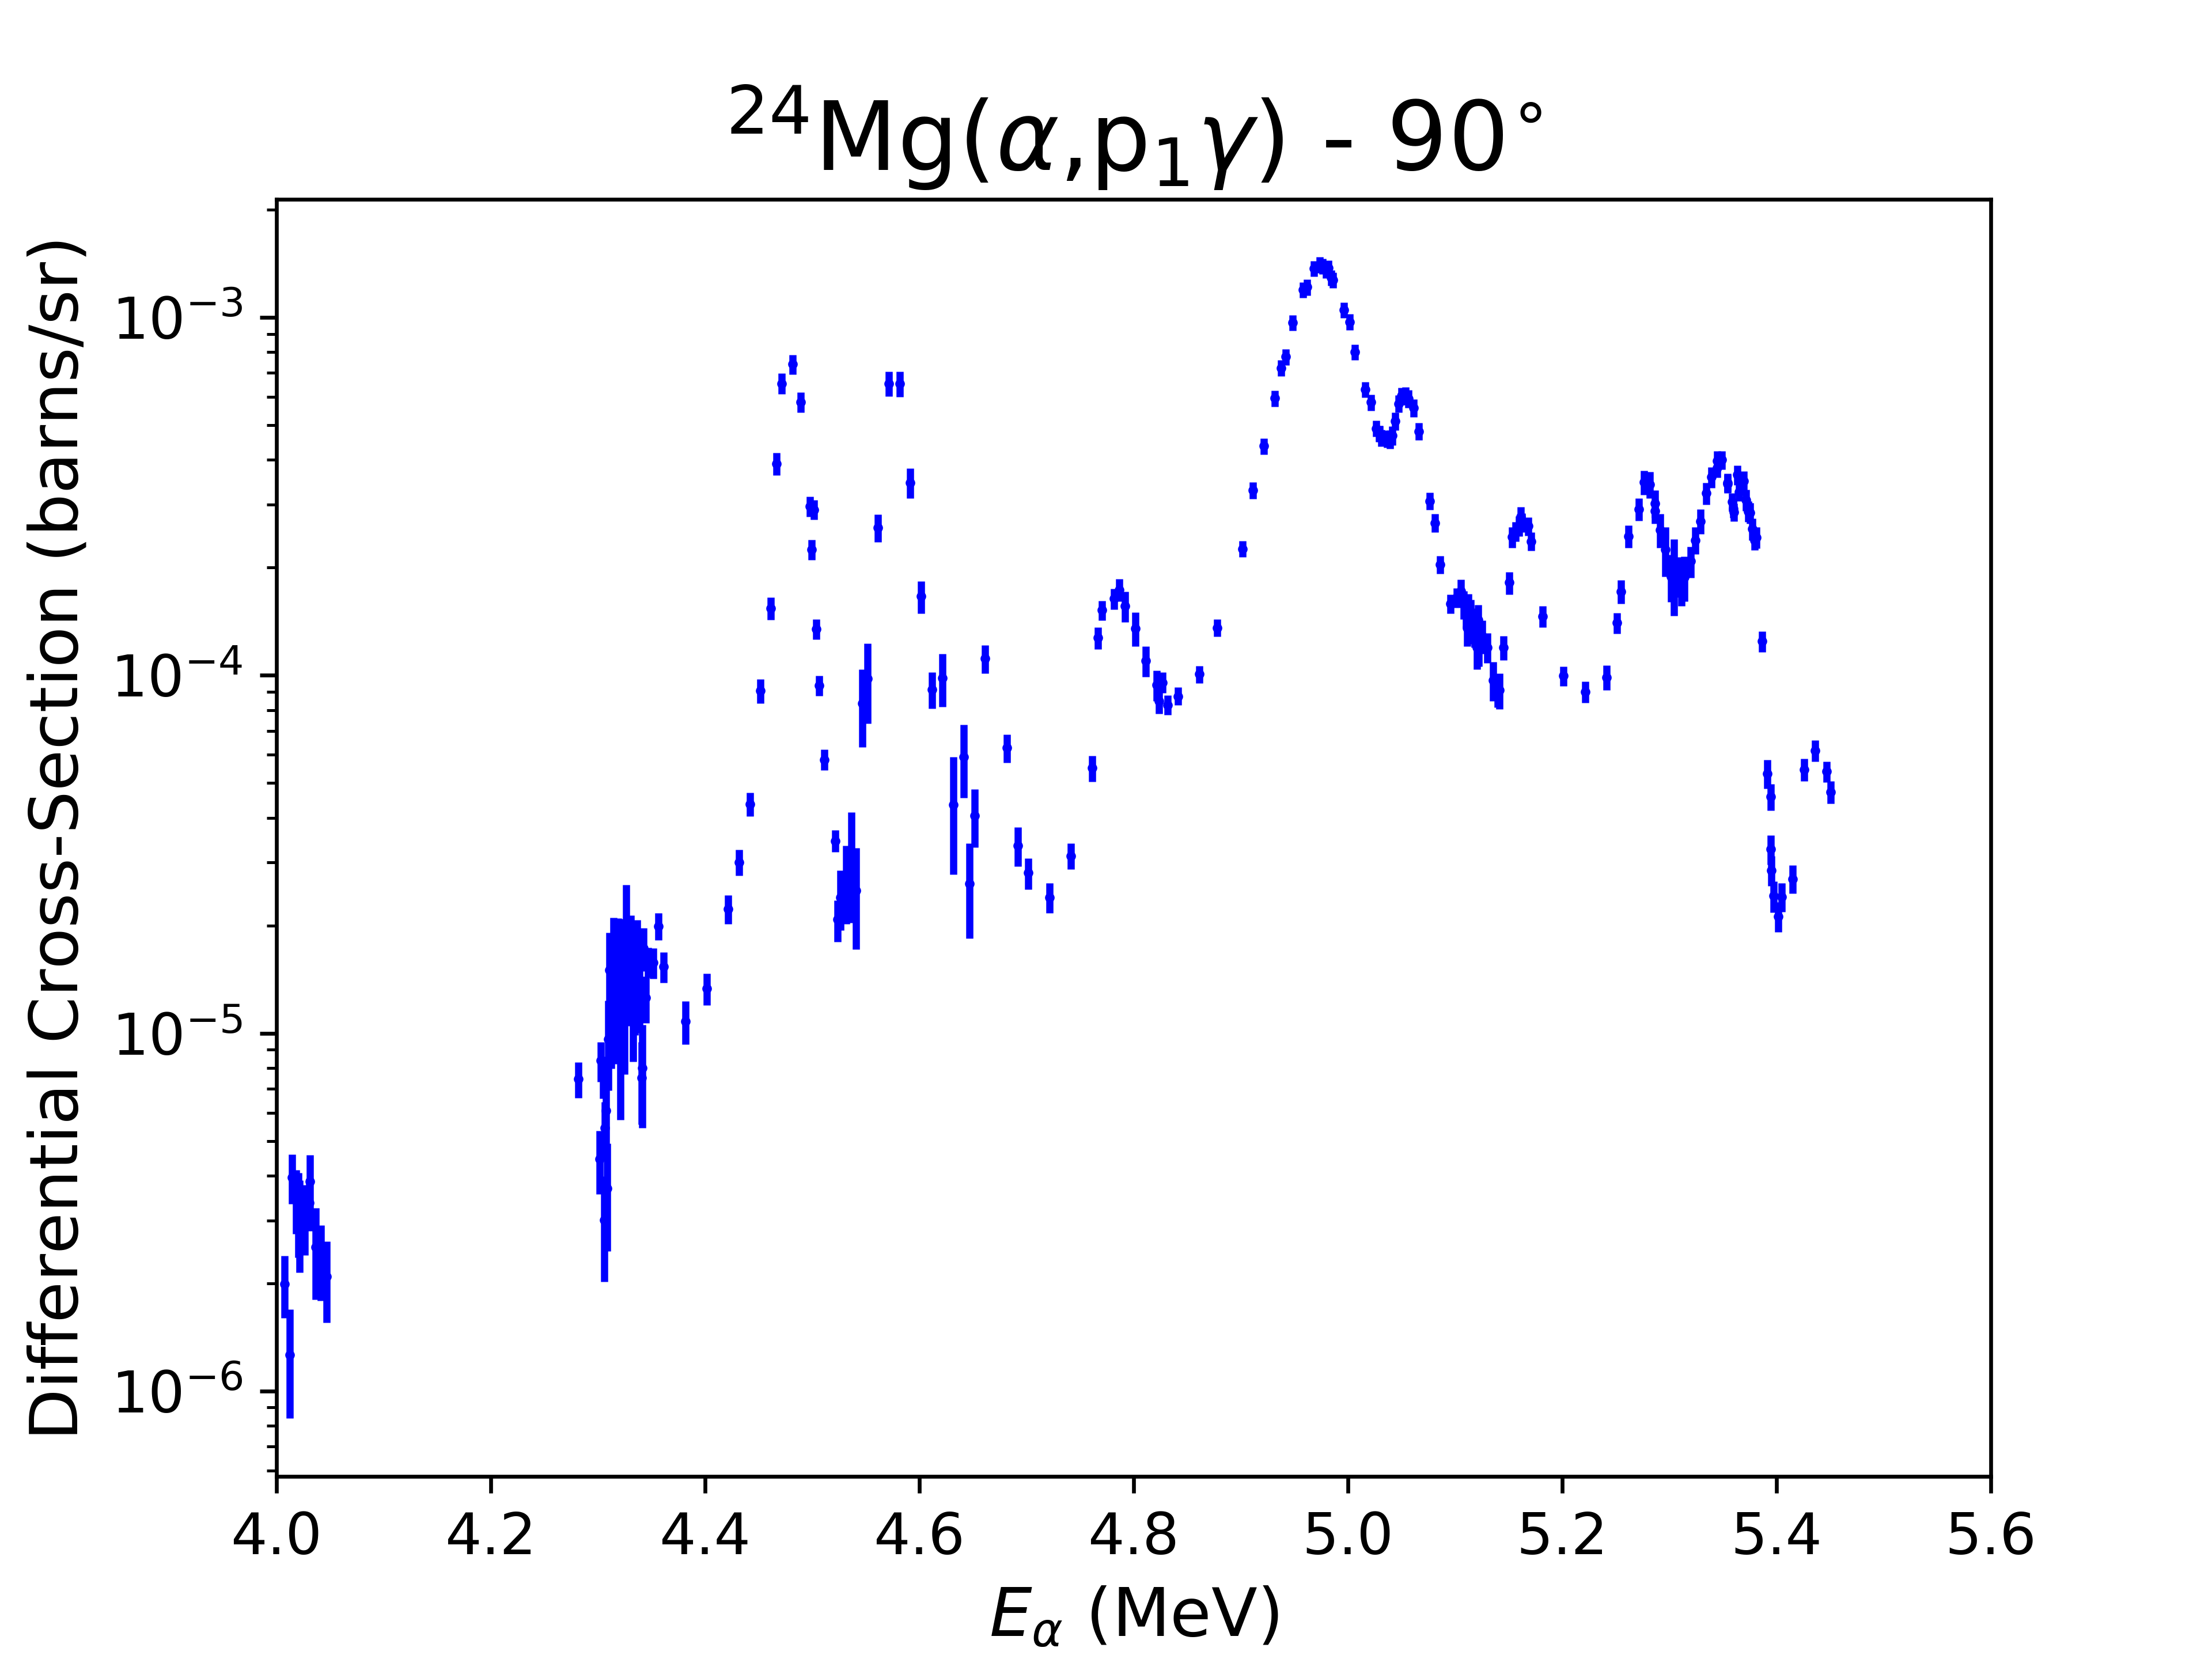 ²⁴Mg(α,p₁γ) - 90°
Differential Cross-Section (barns/sr)
10⁻³
10⁻⁴
10⁻⁵
10⁻⁶
4.0 4.2 4.4 4.6 4.8 5.0 5.2 5.4 5.6
E_α (MeV)